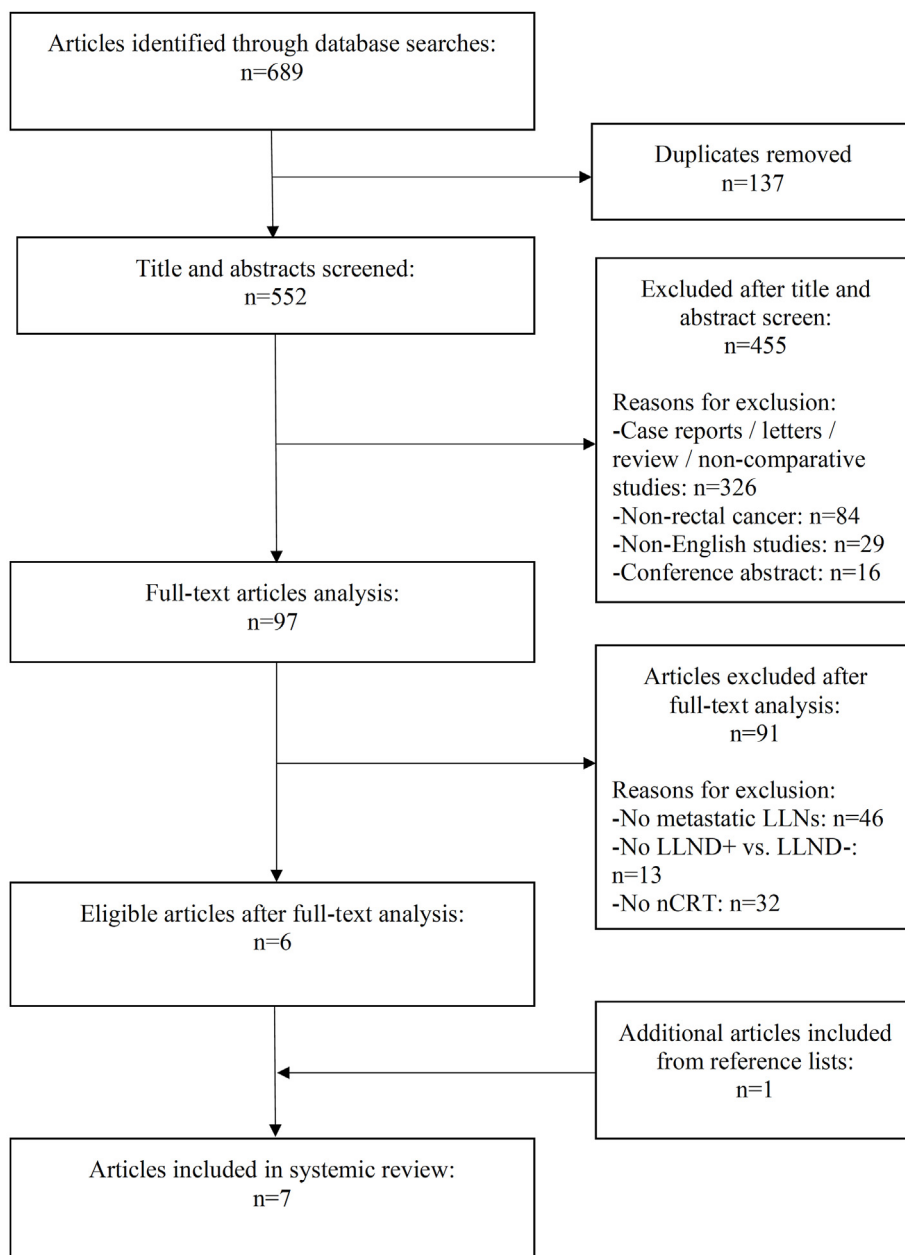 Articles identified through database searches:
n=689
Duplicates removed
n=137
Title and abstracts screened:
n=552
Excluded after title and
abstract screen:
n=455
Reasons for exclusion:
-Case reports / letters /
review / non-comparative
studies: n=326
-Non-rectal cancer: n=84
-Non-English studies: n=29
-Conference abstract: n=16
Full-text articles analysis:
n=97
Articles excluded after
full-text analysis:
n=91
Reasons for exclusion:
-No metastatic LLNs: n=46
-No LLND+ vs. LLND-:
n=13
-No nCRT: n=32
Eligible articles after full-text analysis:
n=6
Additional articles included
from reference lists:
n=1
Articles included in systemic review:
n=7